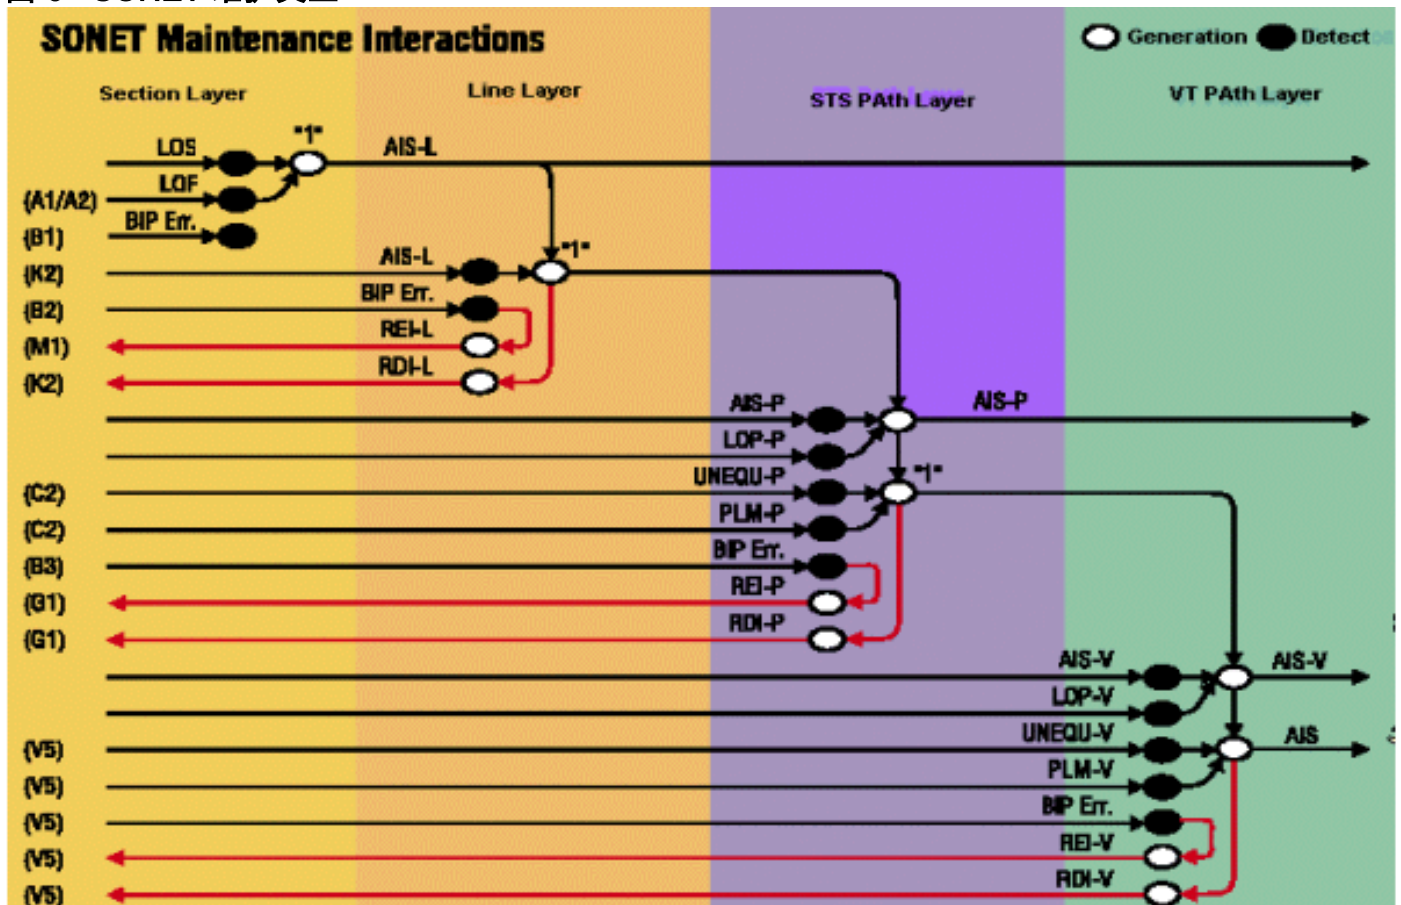 SONET Maintenance Interactions
Generation
Detect
Section Layer
Line Layer
STS PAth Layer
VT PAth Layer
"1"
LOS
AIS-L
(A1/A2)
LOF
(B1)
BIP Err.
(K2)
AIS-L
"1"
(B2)
BIP Err.
(M1)
REI-L
(K2)
RDI-L
AIS-P
AIS-P
LOP-P
(C2)
UNEQU-P
"1"
(C2)
PLM-P
(B3)
BIP Err.
(G1)
REI-P
(G1)
RDI-P
AIS-V
AIS-V
LOP-V
(V5)
UNEQU-V
AIS
(V5)
PLM-V
(V5)
BIP Err.
(V5)
REI-V
(V5)
RDI-V